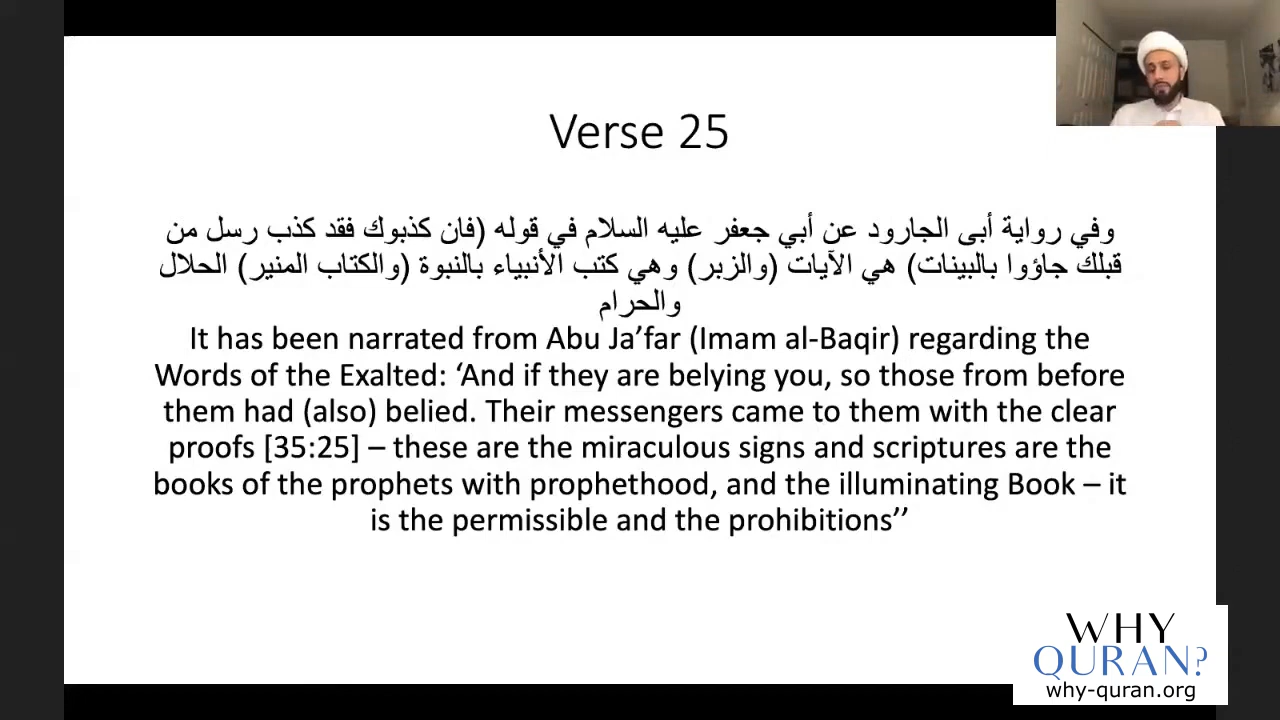 Verse 25
وفي رواية أبى الجارود عن أبي جعفر عليه السلام في قوله (فان كذبوك فقد كذب رسل من
قبلك جاؤوا بالبينات) هي الآيات (والزبر) وهي كتب الأنبياء بالنبوة (والكتاب المنير) الحلال
والحرام
It has been narrated from Abu Ja’far (Imam al-Baqir) regarding the
Words of the Exalted: ‘And if they are belying you, so those from before
them had (also) belied. Their messengers came to them with the clear
proofs [35:25] – these are the miraculous signs and scriptures are the
books of the prophets with prophethood, and the illuminating Book – it
is the permissible and the prohibitions’’
WHY
QURAN?
why-quran.org